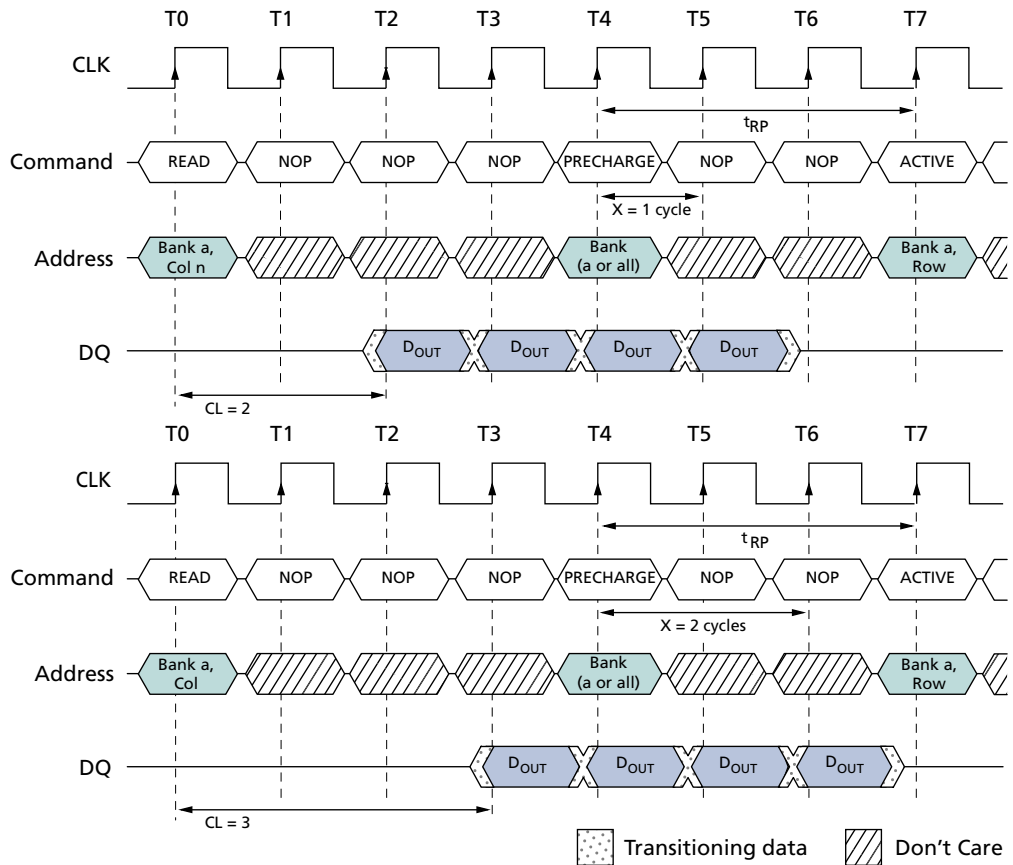 T0 T1 T2 T3 T4 T5 T6 T7
CLK
tRP
Command READ NOP NOP NOP PRECHARGE NOP NOP ACTIVE
X = 1 cycle
Address Bank a, Col n Bank (a or all) Bank a, Row
DQ DOUT DOUT DOUT DOUT
CL = 2
T0 T1 T2 T3 T4 T5 T6 T7
CLK
tRP
Command READ NOP NOP NOP PRECHARGE NOP NOP ACTIVE
X = 2 cycles
Address Bank a, Col Bank (a or all) Bank a, Row
DQ DOUT DOUT DOUT DOUT
CL = 3
Transitioning data Don't Care